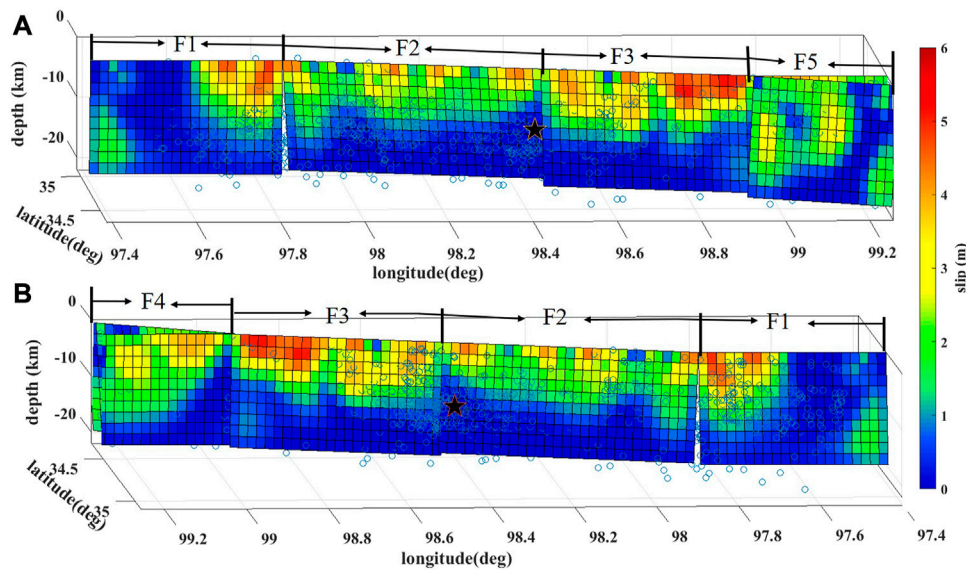 A
0
-10
-20
depth (km)
F1
F2
F3
F5
35
34.5
latitude(deg)
97.4
97.6
97.8
98
98.2
98.4
98.6
98.8
99
99.2
longitude(deg)
6
5
4
3
2
1
0
slip (m)
B
0
-10
-20
depth (km)
F4
F3
F2
F1
34.5
35
latitude(deg)
99.2
99
98.8
98.6
98.4
98.2
98
97.8
97.6
97.4
longitude(deg)